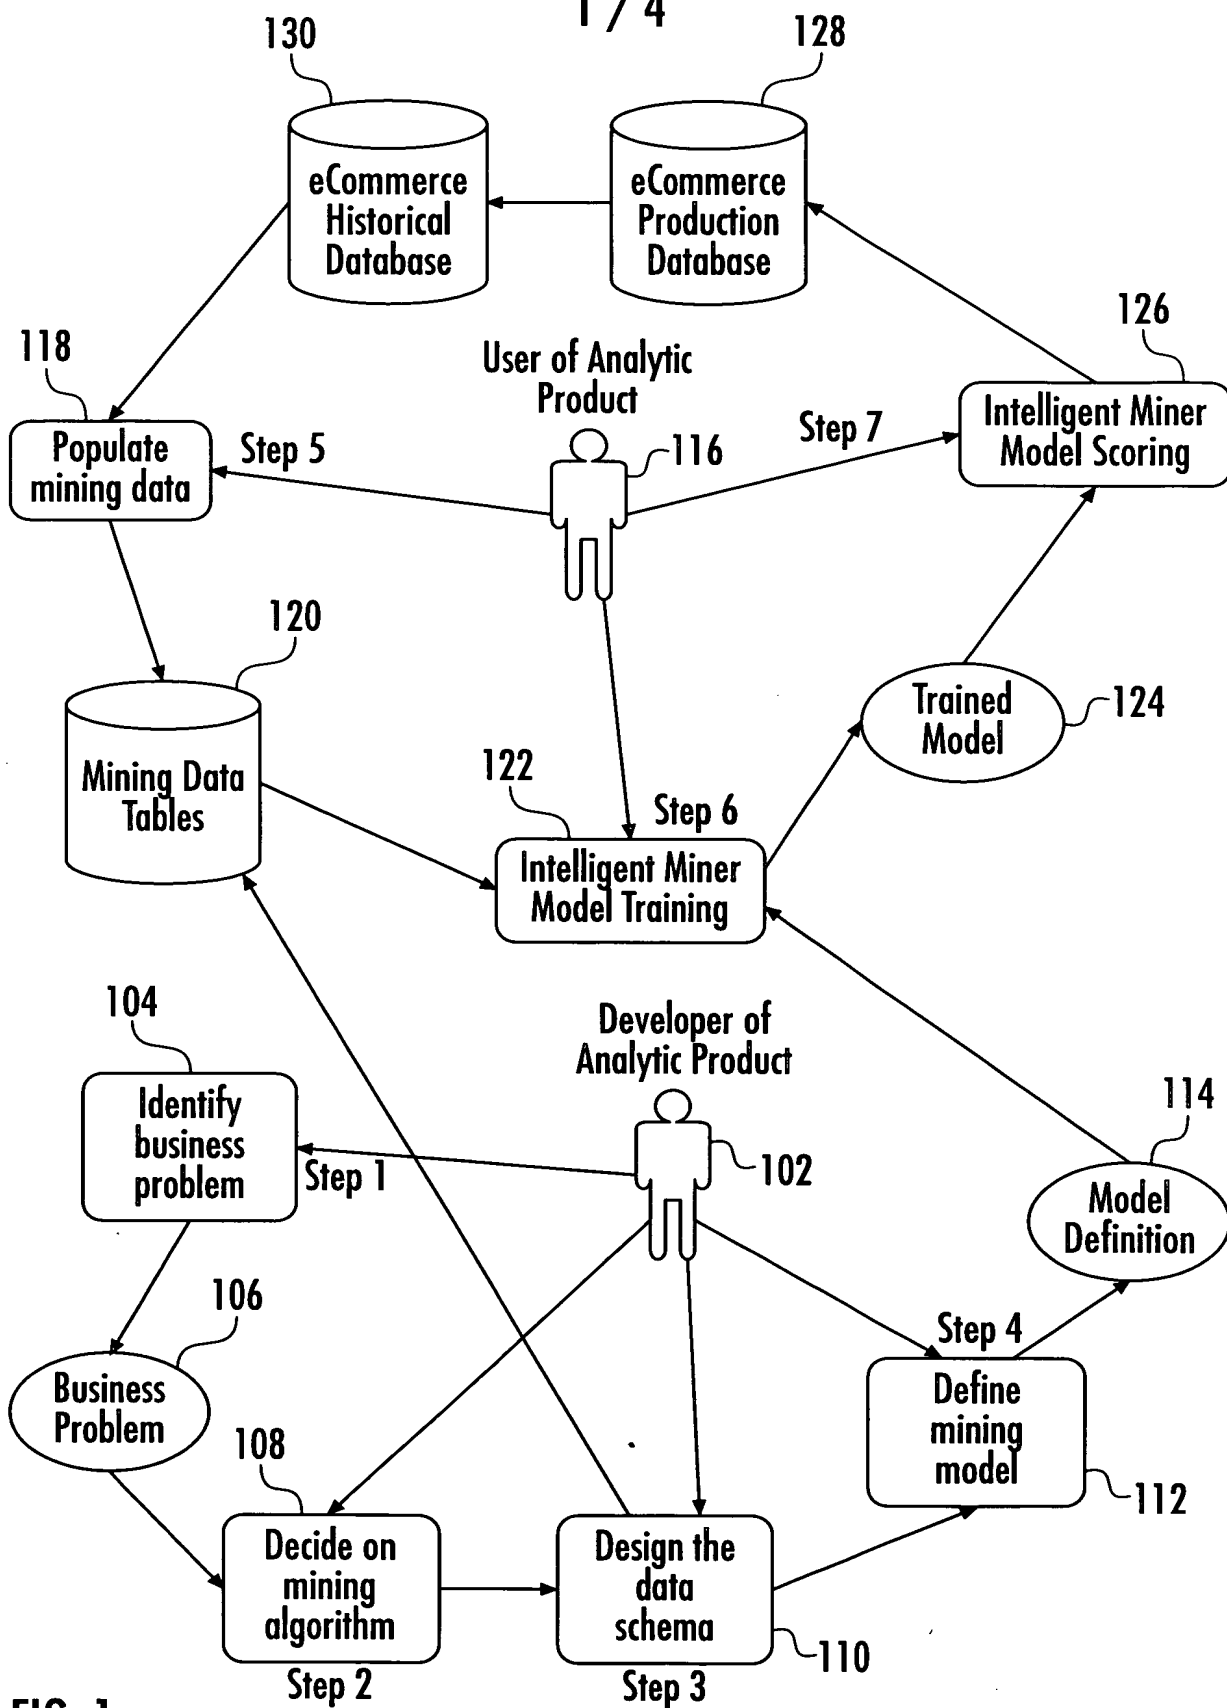 1 / 4
130
128
eCommerce
Historical
Database
eCommerce
Production
Database
126
118
User of Analytic
Product
Intelligent Miner
Model Scoring
Step 7
Populate
mining data
Step 5
116
120
Trained
Model
124
Mining Data
Tables
122
Step 6
Intelligent Miner
Model Training
104
Developer of
Analytic Product
114
Identify
business
problem
Step 1
102
Model
Definition
106
Step 4
Business
Problem
Define
mining
model
108
112
Decide on
mining
algorithm
Design the
data
schema
110
Step 2
Step 3
FIG. 1